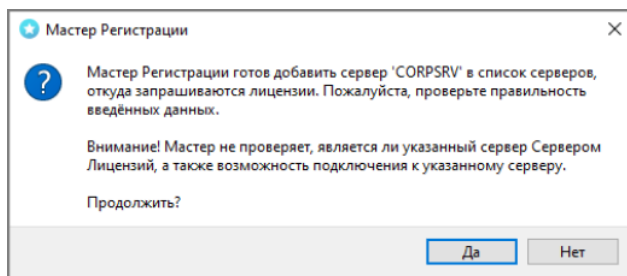 Мастер Регистрации
Мастер Регистрации готов добавить сервер 'CORPSRV' в список серверов,
откуда запрашиваются лицензии. Пожалуйста, проверьте правильность
введённых данных.
Внимание! Мастер не проверяет, является ли указанный сервер Сервером
Лицензий, а также возможность подключения к указанному серверу.
Продолжить?
Да
Нет